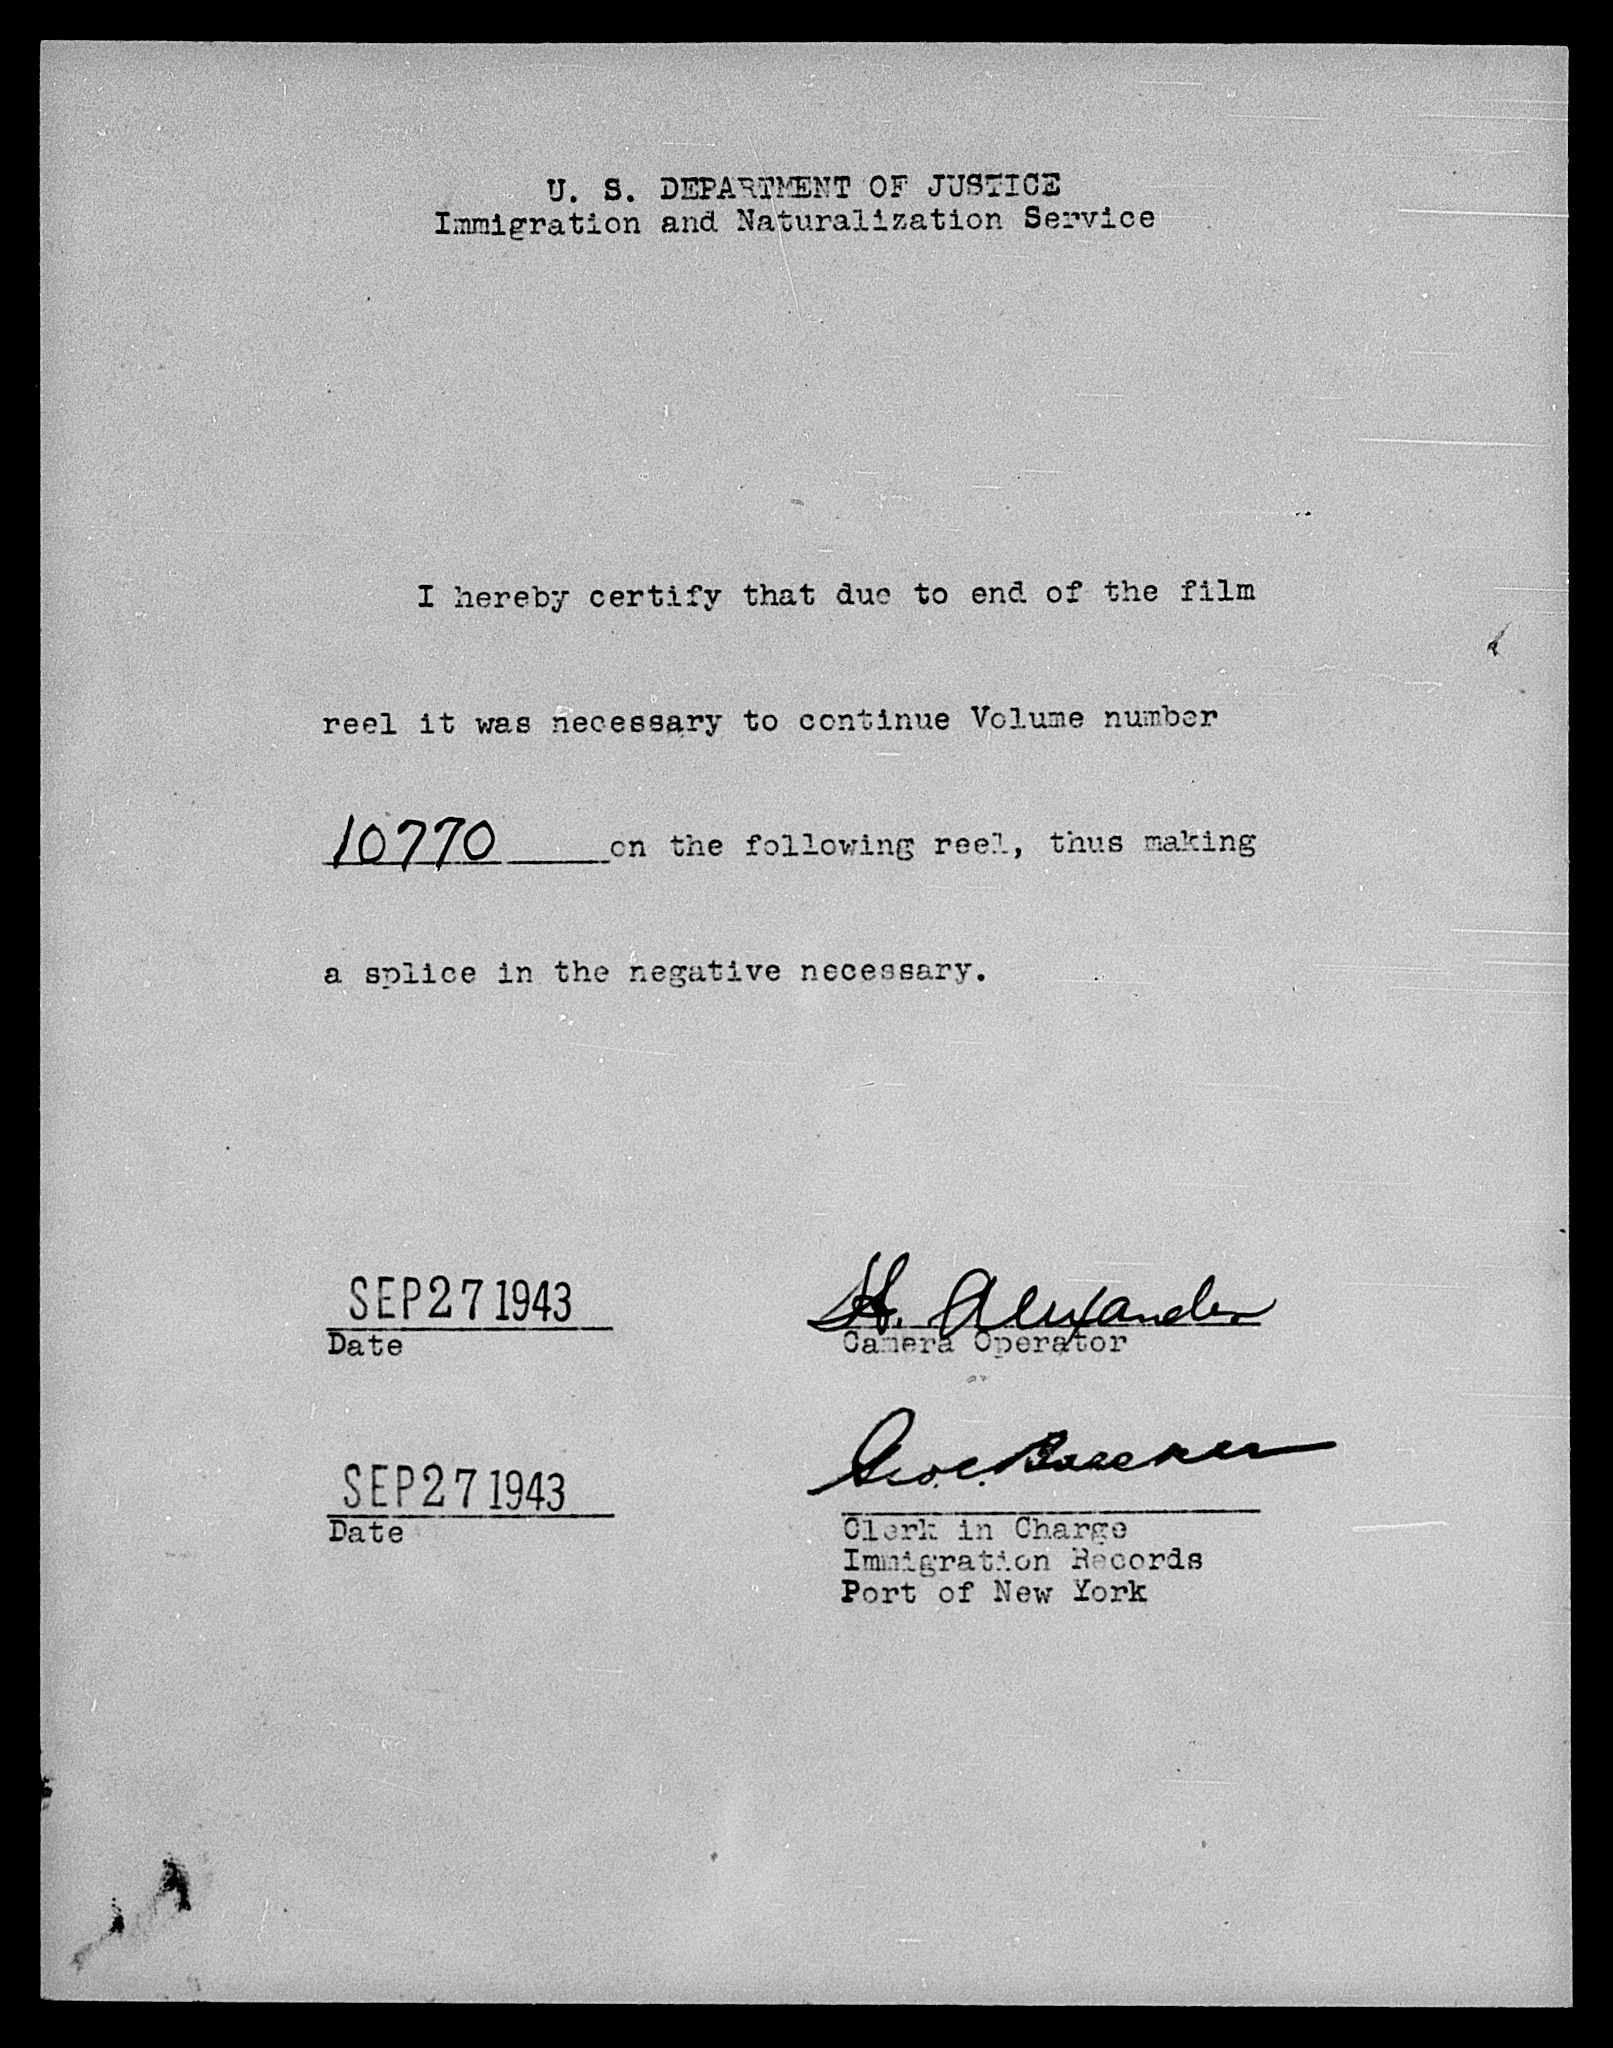 U. S. DEPARTMENT OF JUSTICE
Immigration and Naturalization Service
I hereby certify that due to end of the film
reel it was necessary to continue Volume number
10770 on the following reel, thus making
a splice in the negative necessary.
SEP 27 1943
H. Alexander
Date
Camera Operator
SEP 27 1943
Geo. C.
Date
Clerk in Charge
Immigration Records
Port of New York